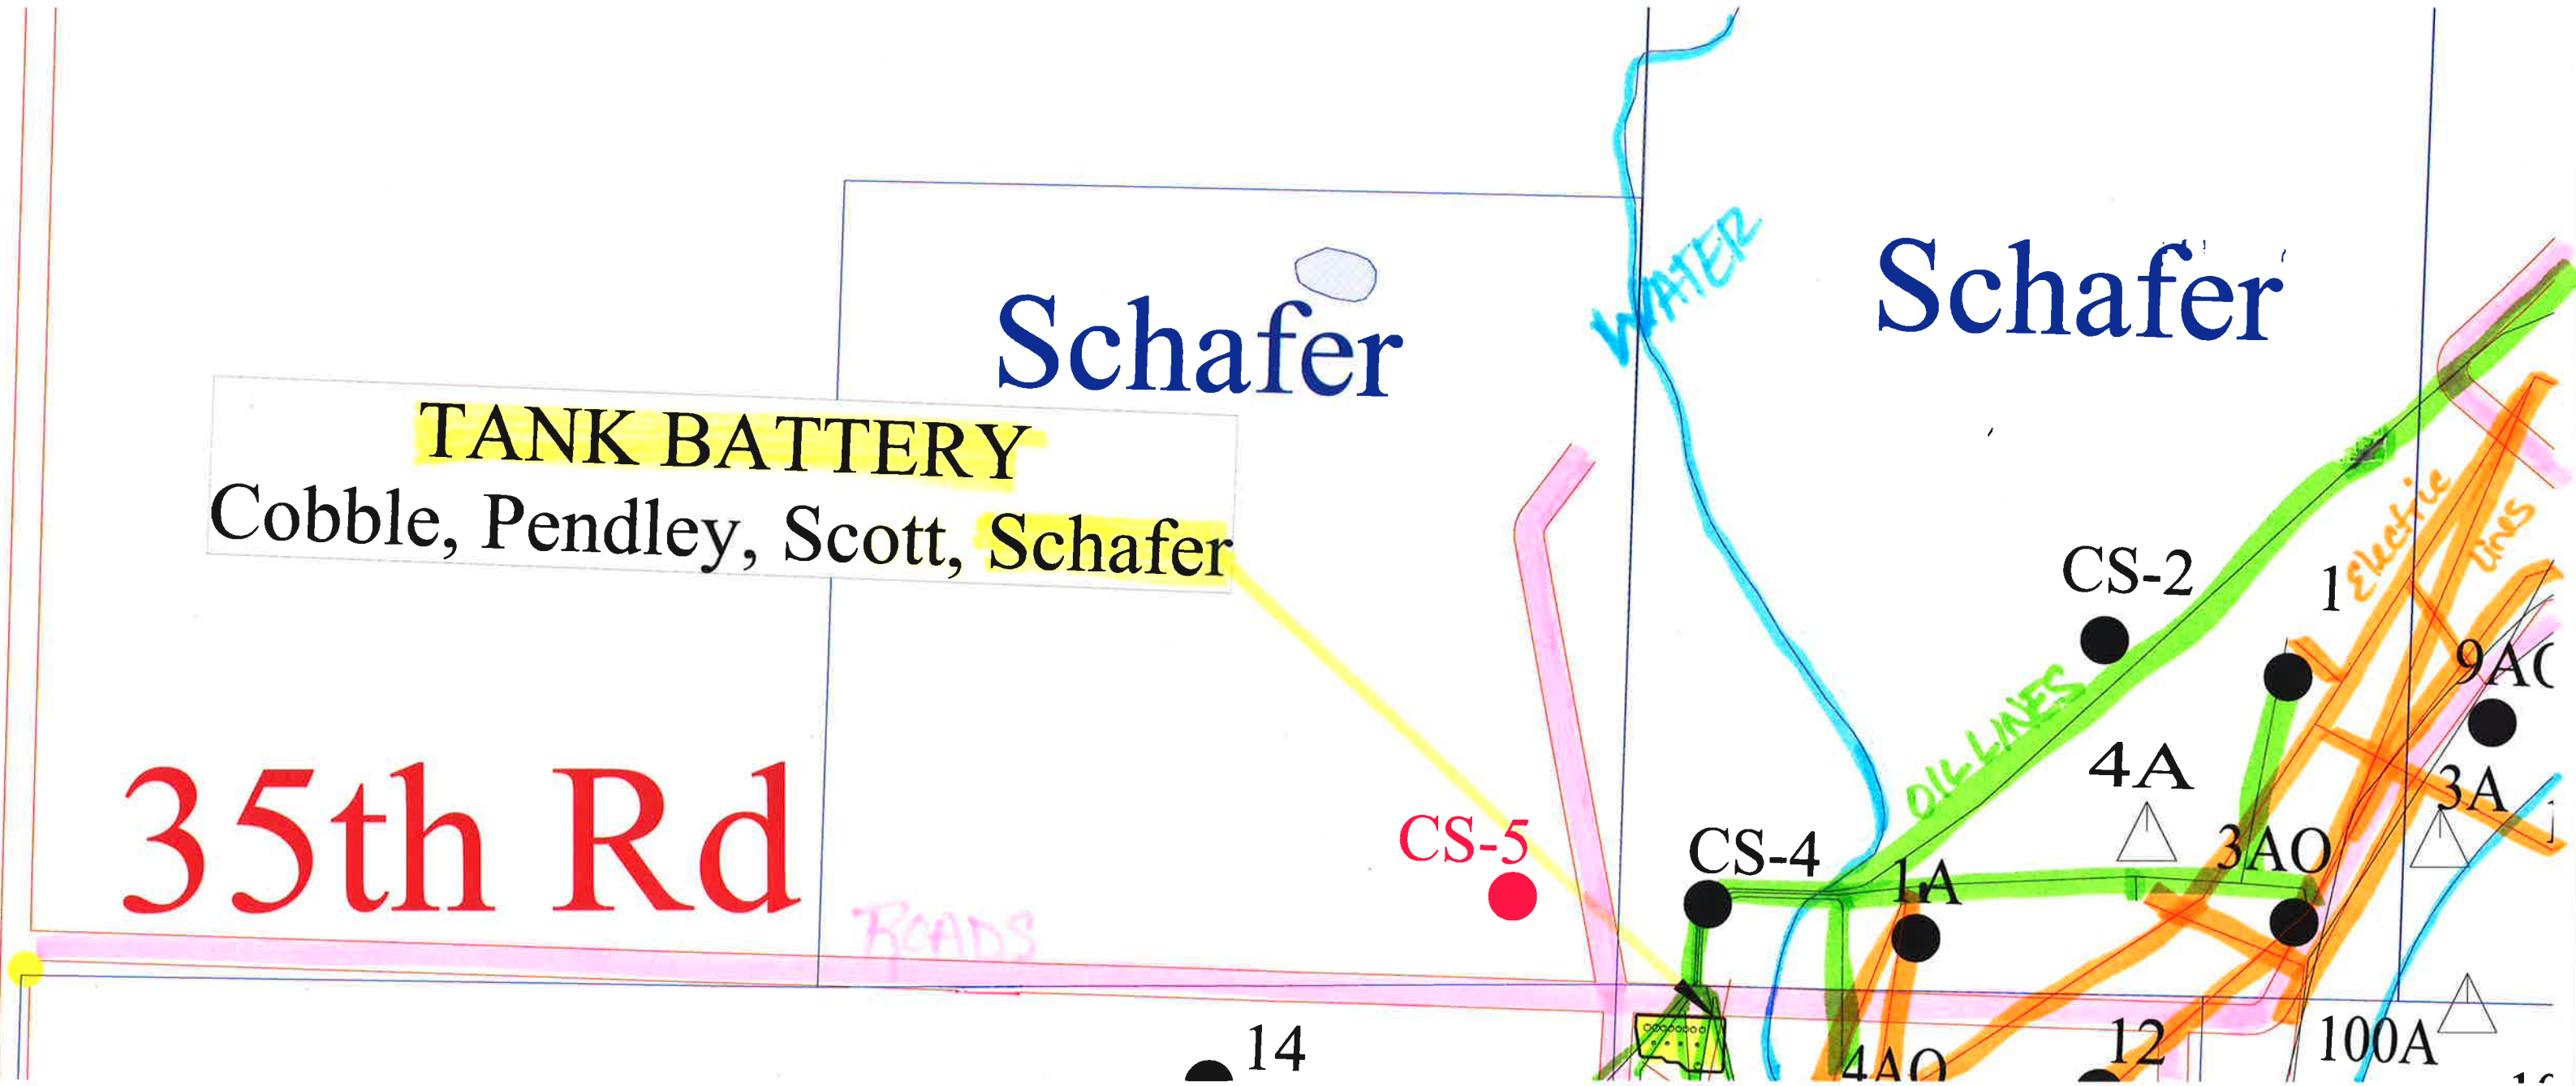 WATER
Schafer
Schafer
TANK BATTERY
Cobble, Pendley, Scott, Schafer
Electric
lines
CS-2
1
OIL LINES
4A
3A
35th Rd
CS-5
CS-4
1A
3AO
ROADS
14
4AO
12
100A